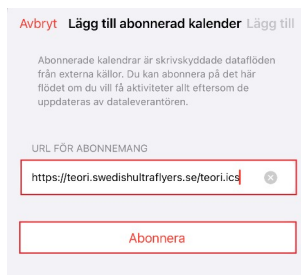 Avbryt Lägg till abonnerad kalender Lägg till
Abonnerade kalendrar är skrivskyddade dataflöden
från externa källor. Du kan abonnera på det här
flödet om du vill få aktiviteter allt eftersom de
uppdateras av dataleverantören.
URL FÖR ABONNEMANG
https://teori.swedishultraflyers.se/teori.ics
Abonnera